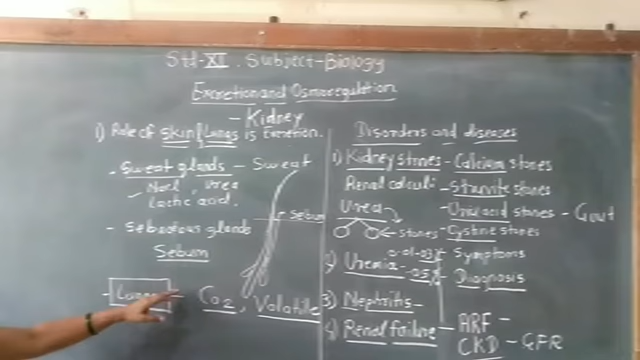 Std-XI. Subject-Biology
Excretion and Osmoregulation
- Kidney
1) Role of skin & Lungs is Excretion.
- Sweat glands - Sweat
- Nacl, Urea
Lactic acid.
- Sebaceous glands
Sebum
- Sebum
CO2, Volatile
Disorders and diseases
1) Kidney stones - Calcium stones
Renal calculi - Struvite stones
Urea - Uric acid stones - Gout
stones - Cystine stones
2) Uremia - Symptoms
- Diagnosis
3) Nephritis -
4) Renal failure - ARF -
CKD - GFR